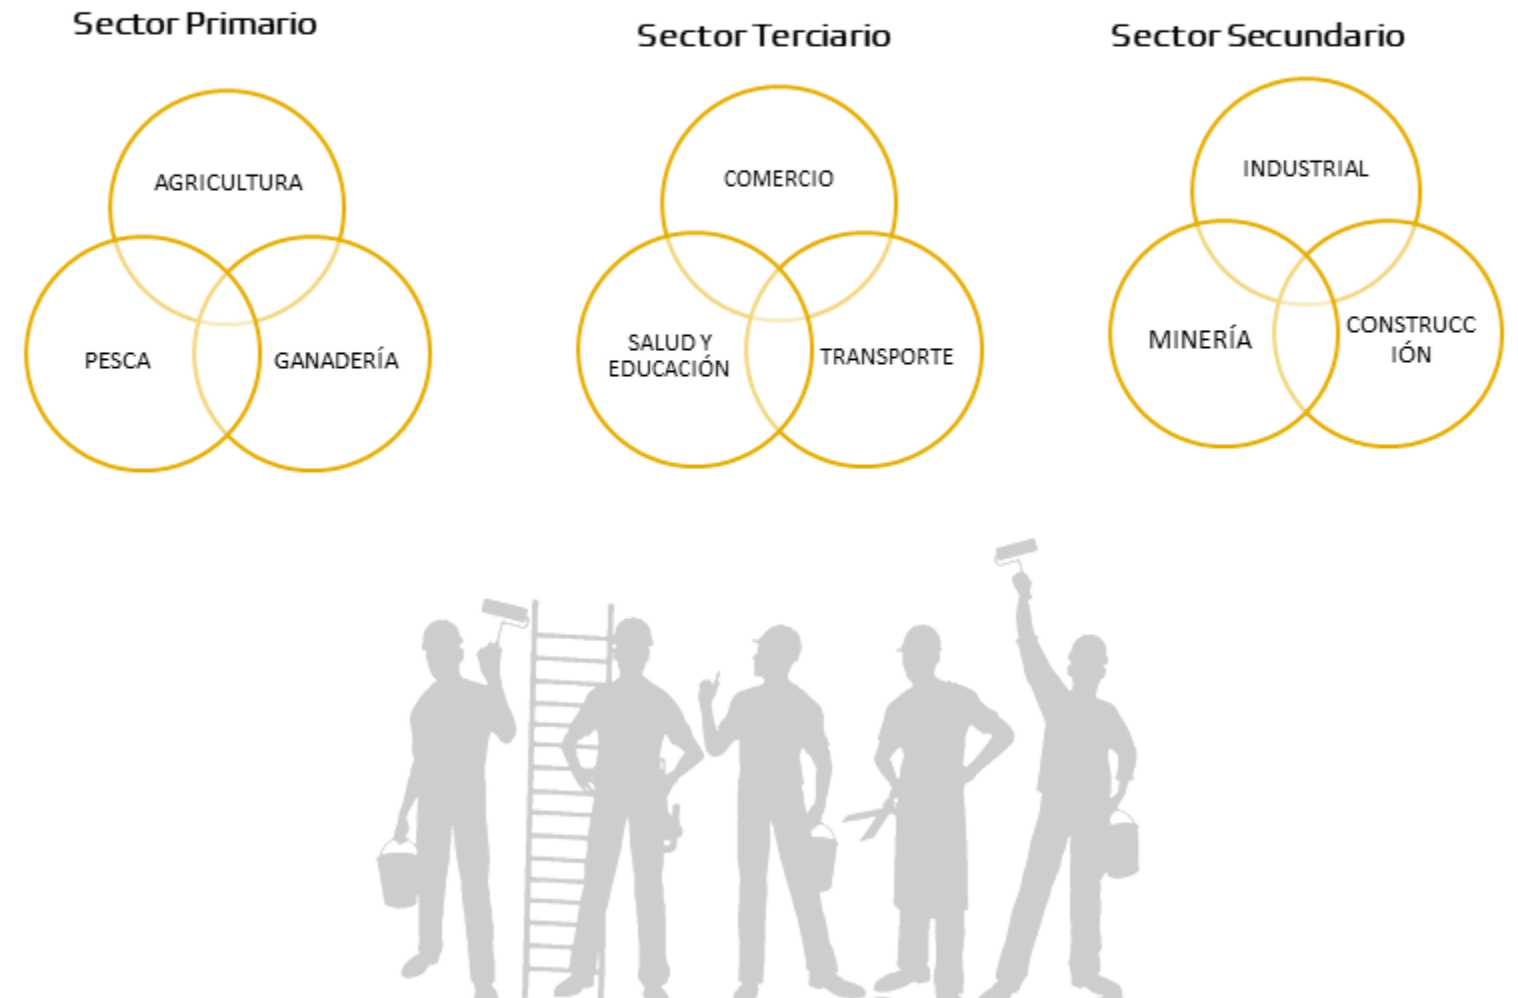 Sector Primario
AGRICULTURA
PESCA
GANADERÍA
Sector Terciario
COMERCIO
SALUD Y
EDUCACIÓN
TRANSPORTE
Sector Secundario
INDUSTRIAL
MINERÍA
CONSTRUCC
IÓN